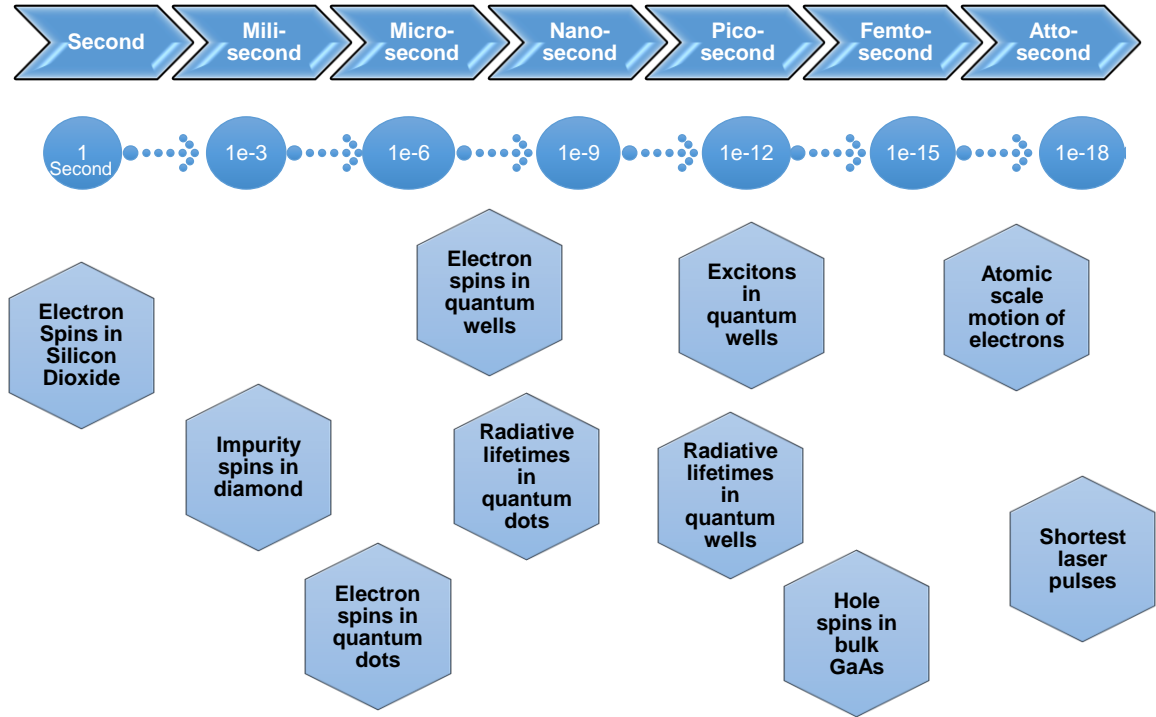 Second
Mili-
second
Micro-
second
Nano-
second
Pico-
second
Femto-
second
Atto-
second
1
Second
1e-3
1e-6
1e-9
1e-12
1e-15
1e-18
Electron
Spins in
Silicon
Dioxide
Electron
spins in
quantum
wells
Excitons
in
quantum
wells
Atomic
scale
motion of
electrons
Impurity
spins in
diamond
Radiative
lifetimes
in
quantum
dots
Radiative
lifetimes
in
quantum
wells
Shortest
laser
pulses
Electron
spins in
quantum
dots
Hole
spins in
bulk
GaAs